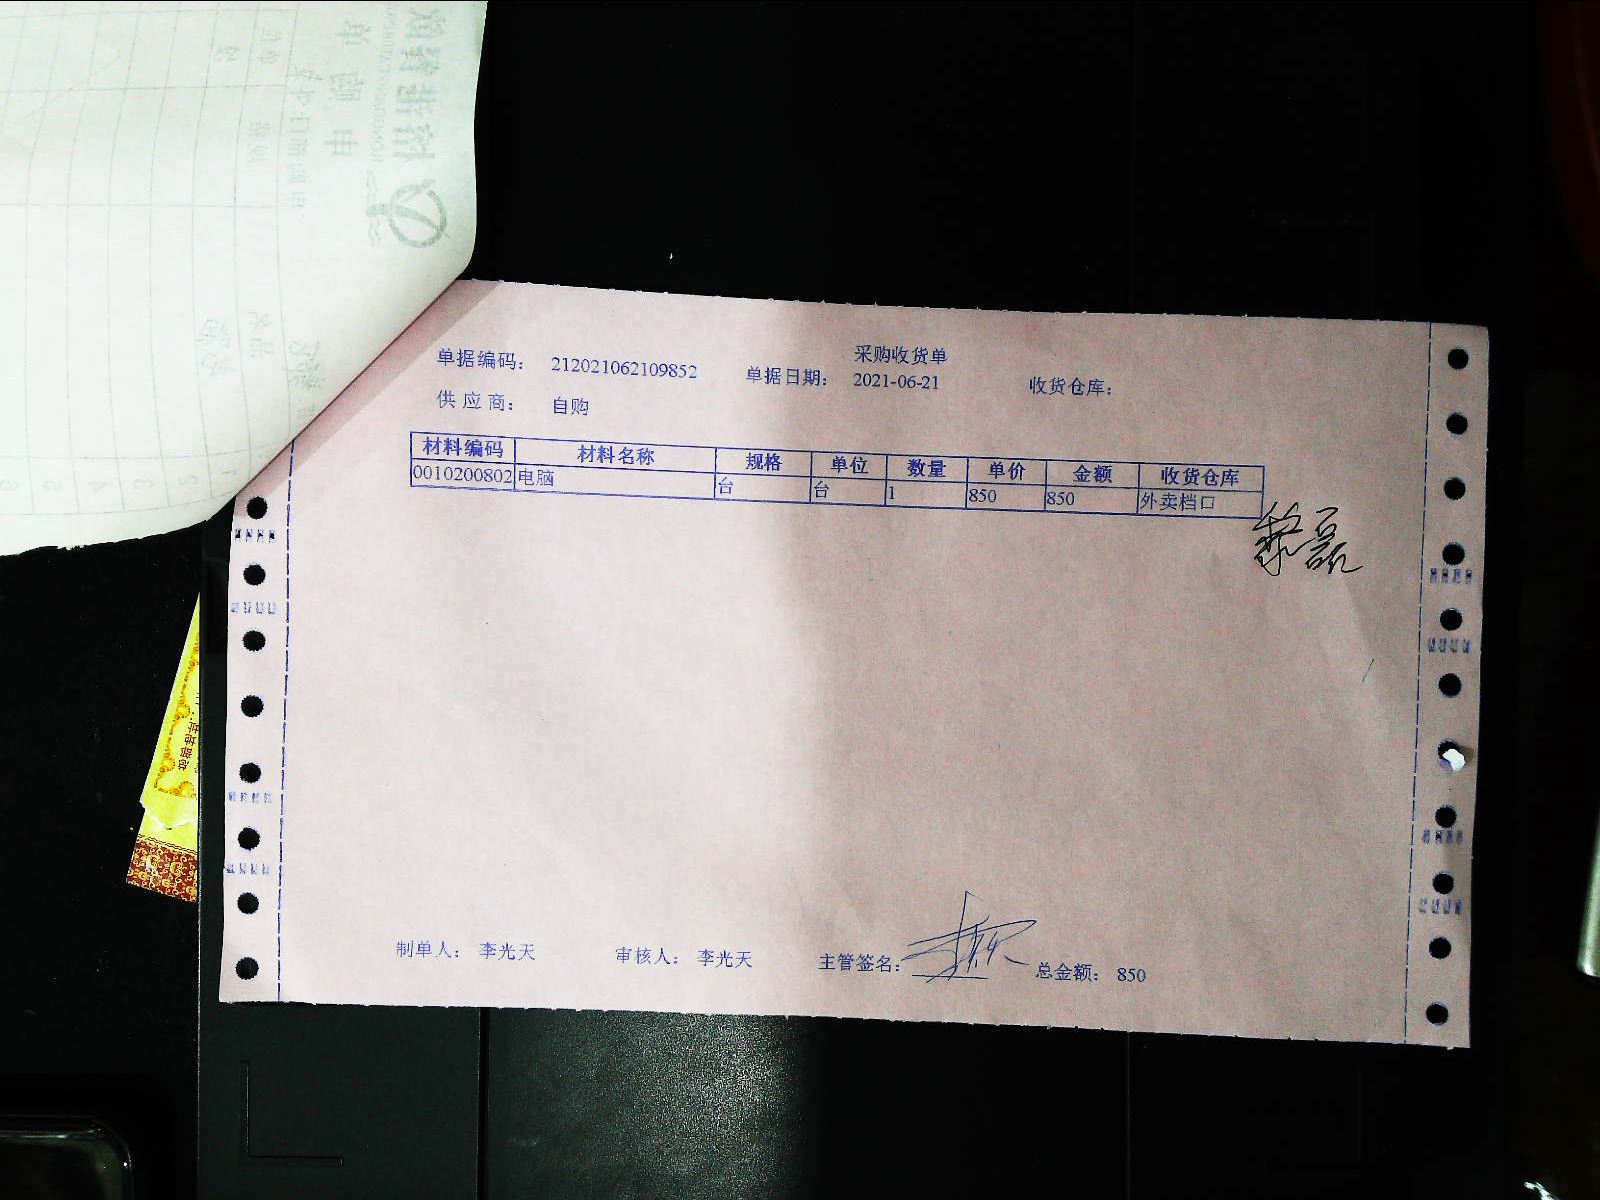 采购收货单
单据编码： 212021062109852 单据日期： 2021-06-21 收货仓库：
供 应 商： 自购
材料编码 材料名称 规格 单位 数量 单价 金额 收货仓库
0010200802 电脑 台 台 1 850 850 外卖档口
制单人： 李光天 审核人： 李光天 主管签名： 总金额： 850